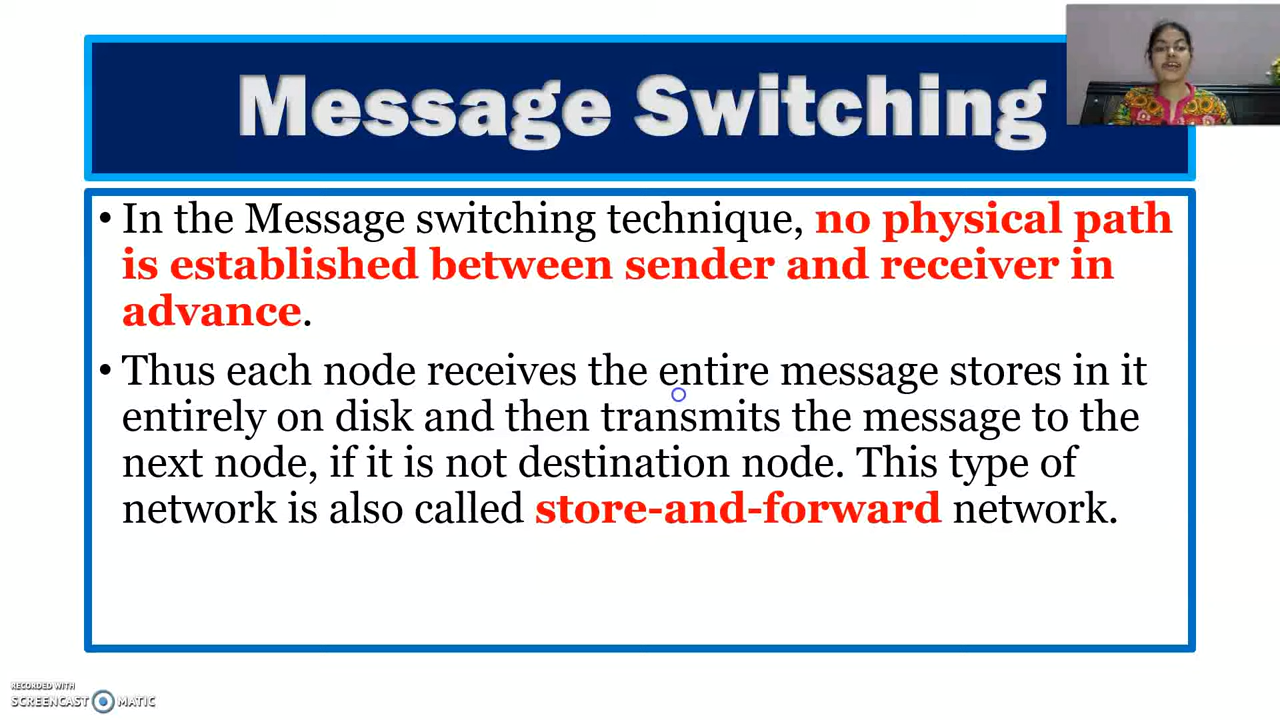 Message Switching
• In the Message switching technique, no physical path
is established between sender and receiver in
advance.
• Thus each node receives the entire message stores in it
entirely on disk and then transmits the message to the
next node, if it is not destination node. This type of
network is also called store-and-forward network.
RECORDED WITH
SCREENCAST MATIC